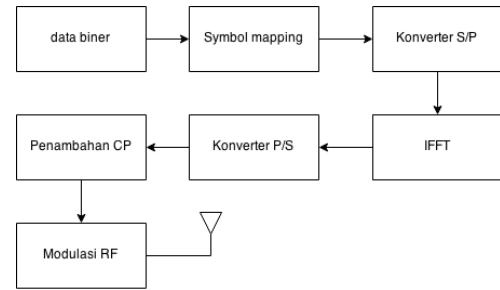 data biner
Symbol mapping
Konverter S/P
Penambahan CP
Konverter P/S
IFFT
Modulasi RF